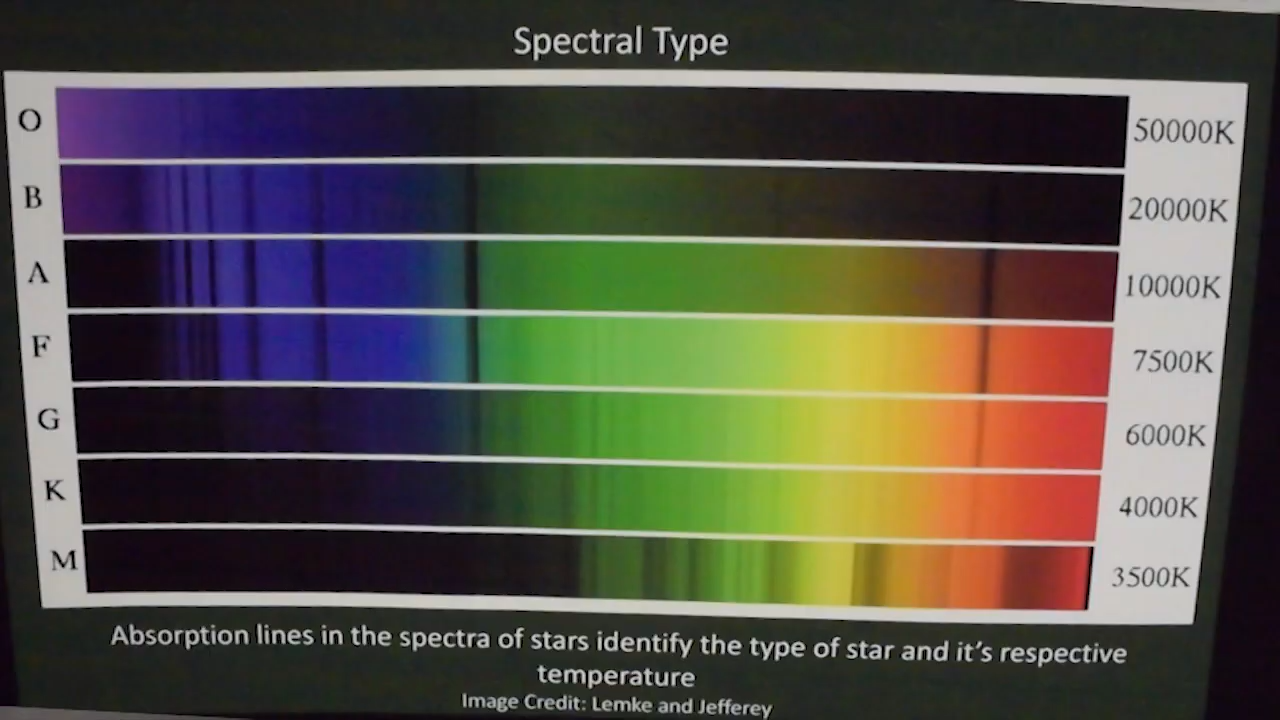 Spectral Type
O 50000K
B 20000K
A 10000K
F 7500K
G 6000K
K 4000K
M 3500K
Absorption lines in the spectra of stars identify the type of star and it’s respective
temperature
Image Credit: Lemke and Jefferey